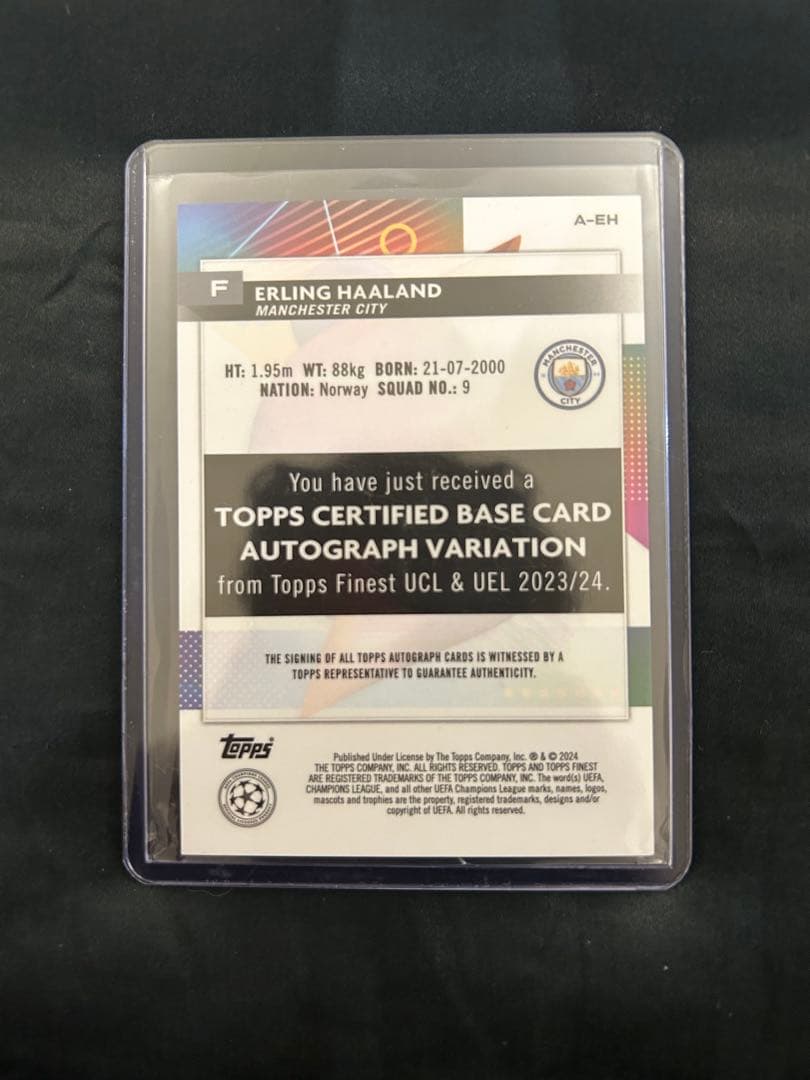 A-EH
F
ERLING HAALAND
MANCHESTER CITY
HT: 1.95m WT: 88kg BORN: 21-07-2000
NATION: Norway SQUAD NO.: 9
MANCHESTER
CITY
You have just received a
TOPPS CERTIFIED BASE CARD
AUTOGRAPH VARIATION
from Topps Finest UCL & UEL 2023/24.
THE SIGNING OF ALL TOPPS AUTOGRAPH CARDS IS WITNESSED BY A
TOPPS REPRESENTATIVE TO GUARANTEE AUTHENTICITY.
Topps®
Published Under License by The Topps Company, Inc. ® & © 2024
THE TOPPS COMPANY, INC. ALL RIGHTS RESERVED. TOPPS AND TOPPS FINEST
ARE REGISTERED TRADEMARKS OF THE TOPPS COMPANY, INC. The word(s) UEFA,
CHAMPIONS LEAGUE, and all other UEFA Champions League marks, names, logos,
mascots and trophies are the property, registered trademarks, designs and/or
copyright of UEFA. All rights reserved.